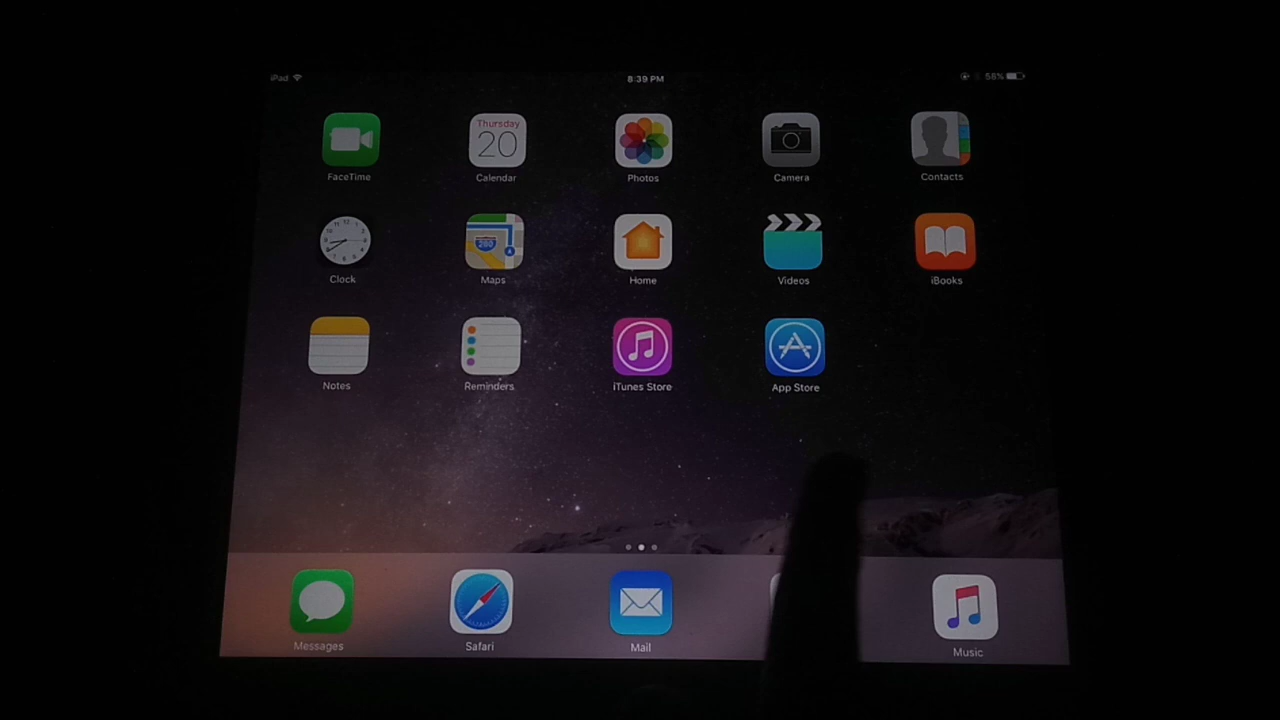 iPad 8:39 PM 58%
Thursday
20
FaceTime Calendar Photos Camera Contacts
280
Clock Maps Home Videos iBooks
Notes Reminders iTunes Store App Store
Messages Safari Mail Music